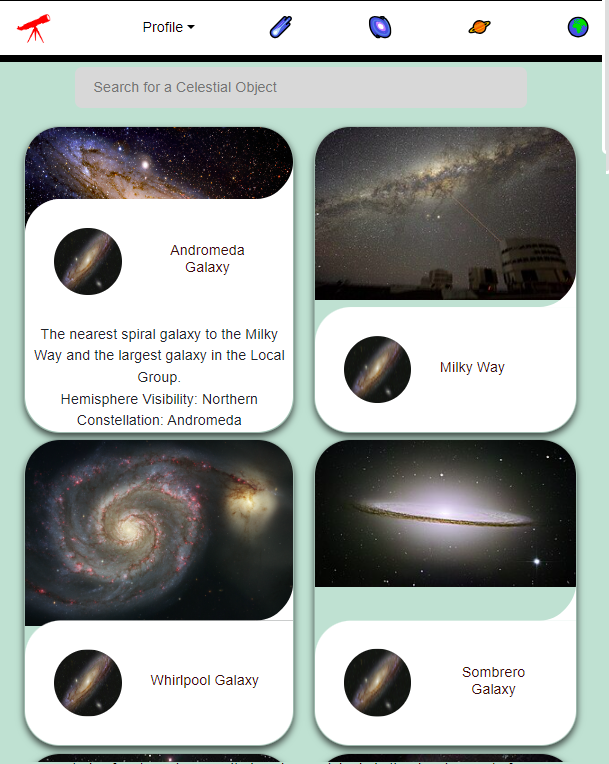 Profile
Search for a Celestial Object
Andromeda
Galaxy
The nearest spiral galaxy to the Milky
Way and the largest galaxy in the Local
Group.
Hemisphere Visibility: Northern
Constellation: Andromeda
Milky Way
Whirlpool Galaxy
Sombrero
Galaxy